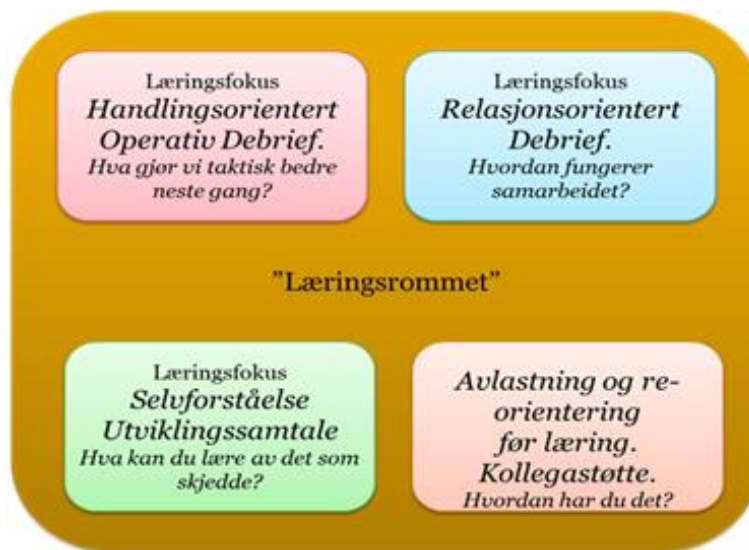 Læringsfokus
Handlingsorientert
Operativ Debrief.
Hva gjør vi taktisk bedre
neste gang?
Læringsfokus
Relasjonsorientert
Debrief.
Hvordan fungerer
samarbeidet?
”Læringsrommet”
Læringsfokus
Selvforståelse
Utviklingssamtale
Hva kan du lære av det som
skjedde?
Avlastning og re-
orientering
før læring.
Kollegastøtte.
Hvordan har du det?